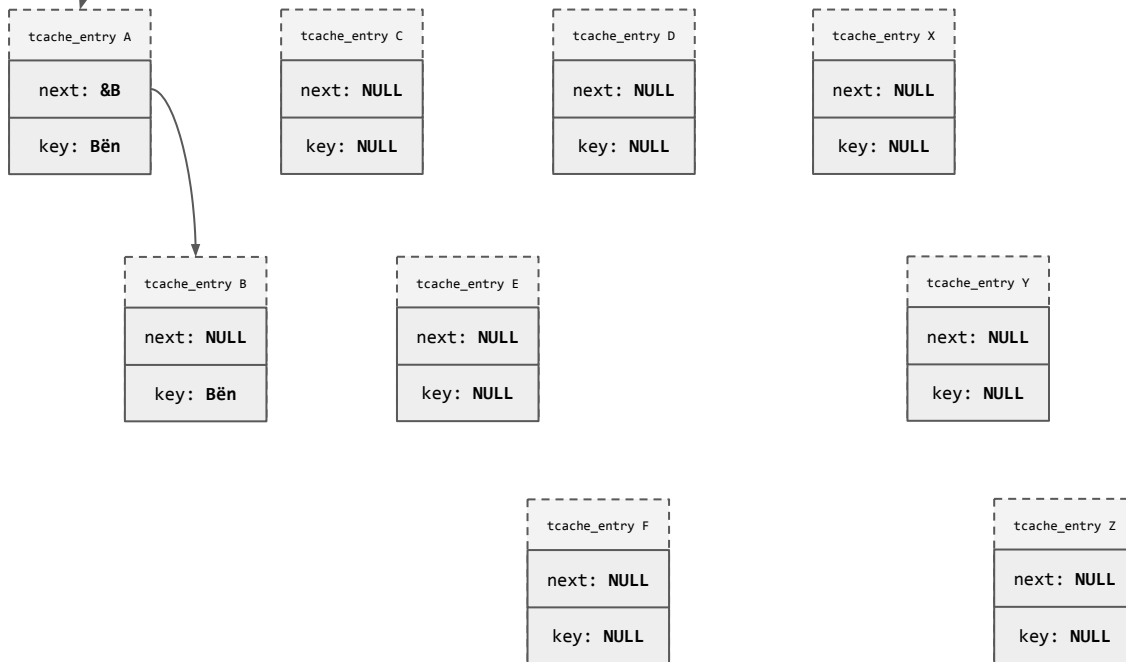 tcache_entry A
next: &B
key: Bën
tcache_entry C
next: NULL
key: NULL
tcache_entry D
next: NULL
key: NULL
tcache_entry X
next: NULL
key: NULL
tcache_entry B
next: NULL
key: Bën
tcache_entry E
next: NULL
key: NULL
tcache_entry Y
next: NULL
key: NULL
tcache_entry F
next: NULL
key: NULL
tcache_entry Z
next: NULL
key: NULL